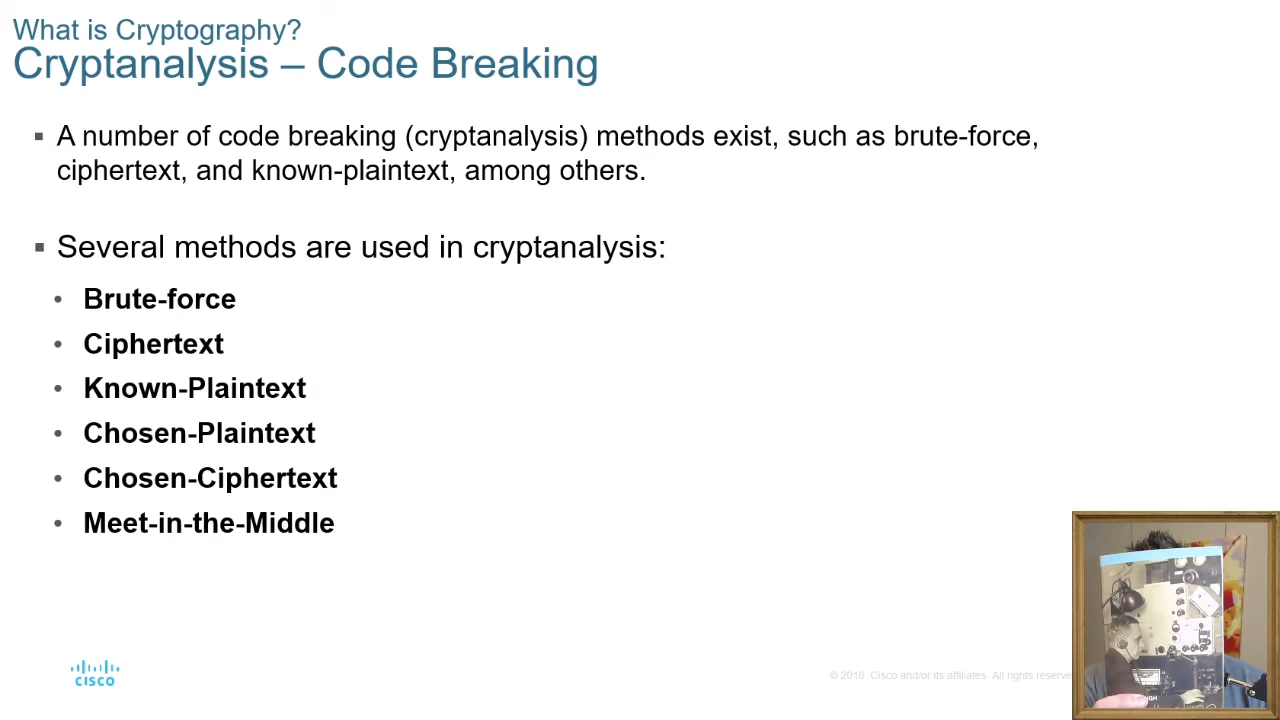 What is Cryptography?
Cryptanalysis – Code Breaking
▪ A number of code breaking (cryptanalysis) methods exist, such as brute-force,
ciphertext, and known-plaintext, among others.
▪ Several methods are used in cryptanalysis:
• Brute-force
• Ciphertext
• Known-Plaintext
• Chosen-Plaintext
• Chosen-Ciphertext
• Meet-in-the-Middle
CISCO
© 2016 Cisco and/or its affiliates. All rights reserve